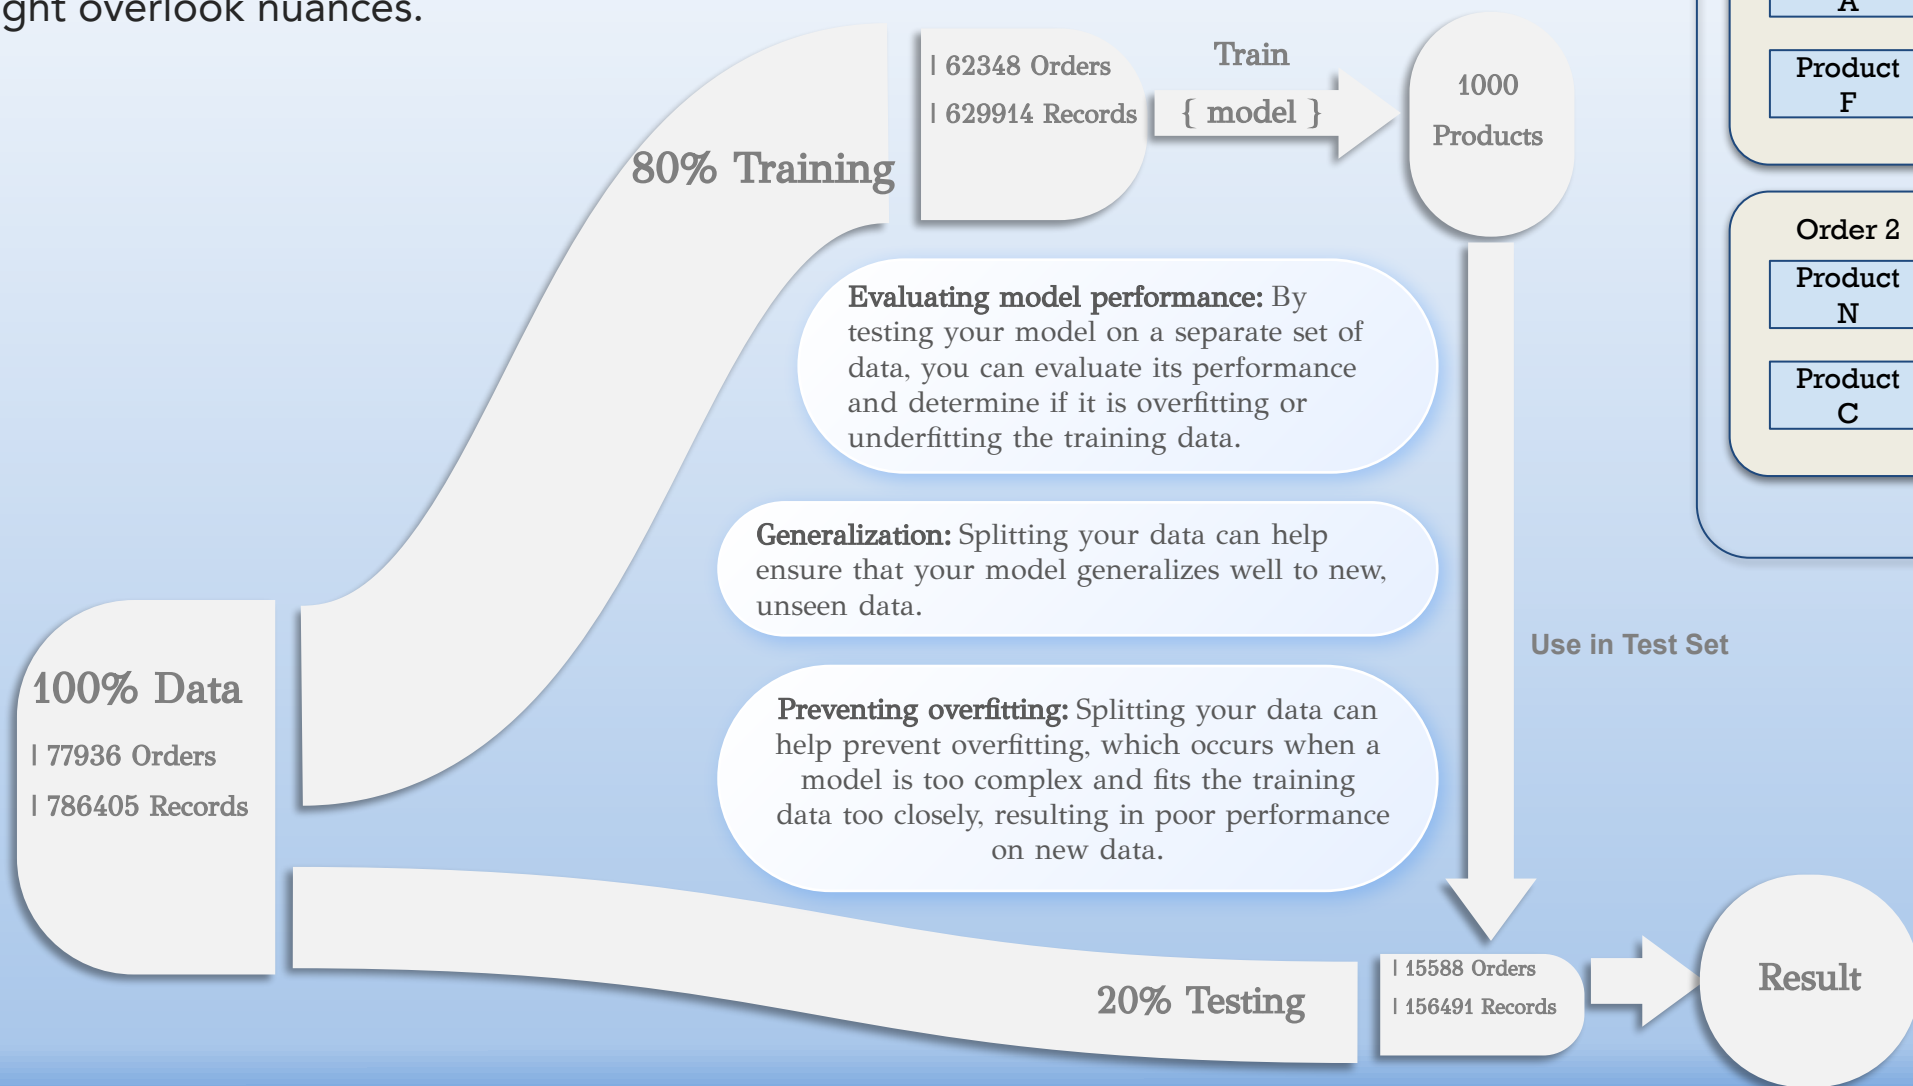 ght overlook nuances.
80% Training
| 62348 Orders
| 629914 Records
Train
{ model }
1000
Products
Evaluating model performance: By
testing your model on a separate set of
data, you can evaluate its performance
and determine if it is overfitting or
underfitting the training data.
Generalization: Splitting your data can help
ensure that your model generalizes well to new,
unseen data.
Preventing overfitting: Splitting your data can
help prevent overfitting, which occurs when a
model is too complex and fits the training
data too closely, resulting in poor performance
on new data.
100% Data
| 77936 Orders
| 786405 Records
Use in Test Set
20% Testing
| 15588 Orders
| 156491 Records
Result
A
Product
F
Order 2
Product
N
Product
C